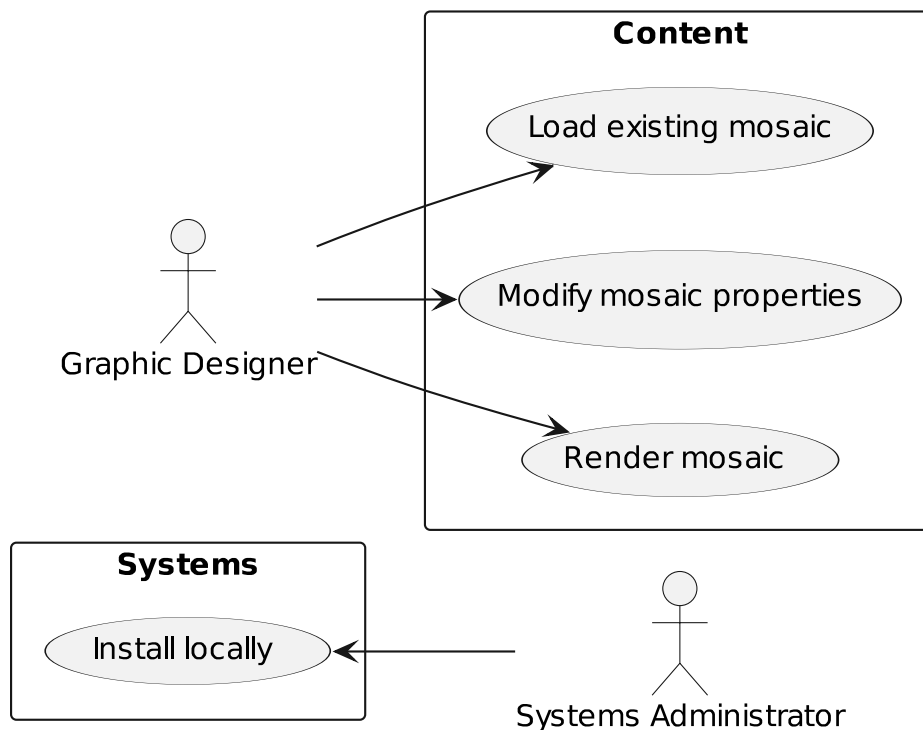 Content
Load existing mosaic
Modify mosaic properties
Graphic Designer
Render mosaic
Systems
Install locally
Systems Administrator